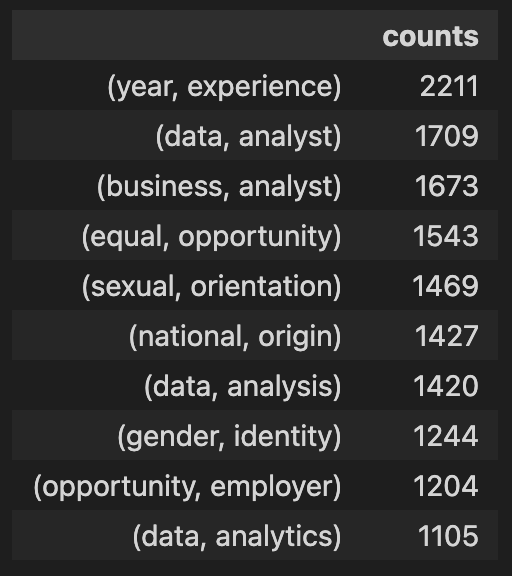 counts
(year, experience) 2211
(data, analyst) 1709
(business, analyst) 1673
(equal, opportunity) 1543
(sexual, orientation) 1469
(national, origin) 1427
(data, analysis) 1420
(gender, identity) 1244
(opportunity, employer) 1204
(data, analytics) 1105